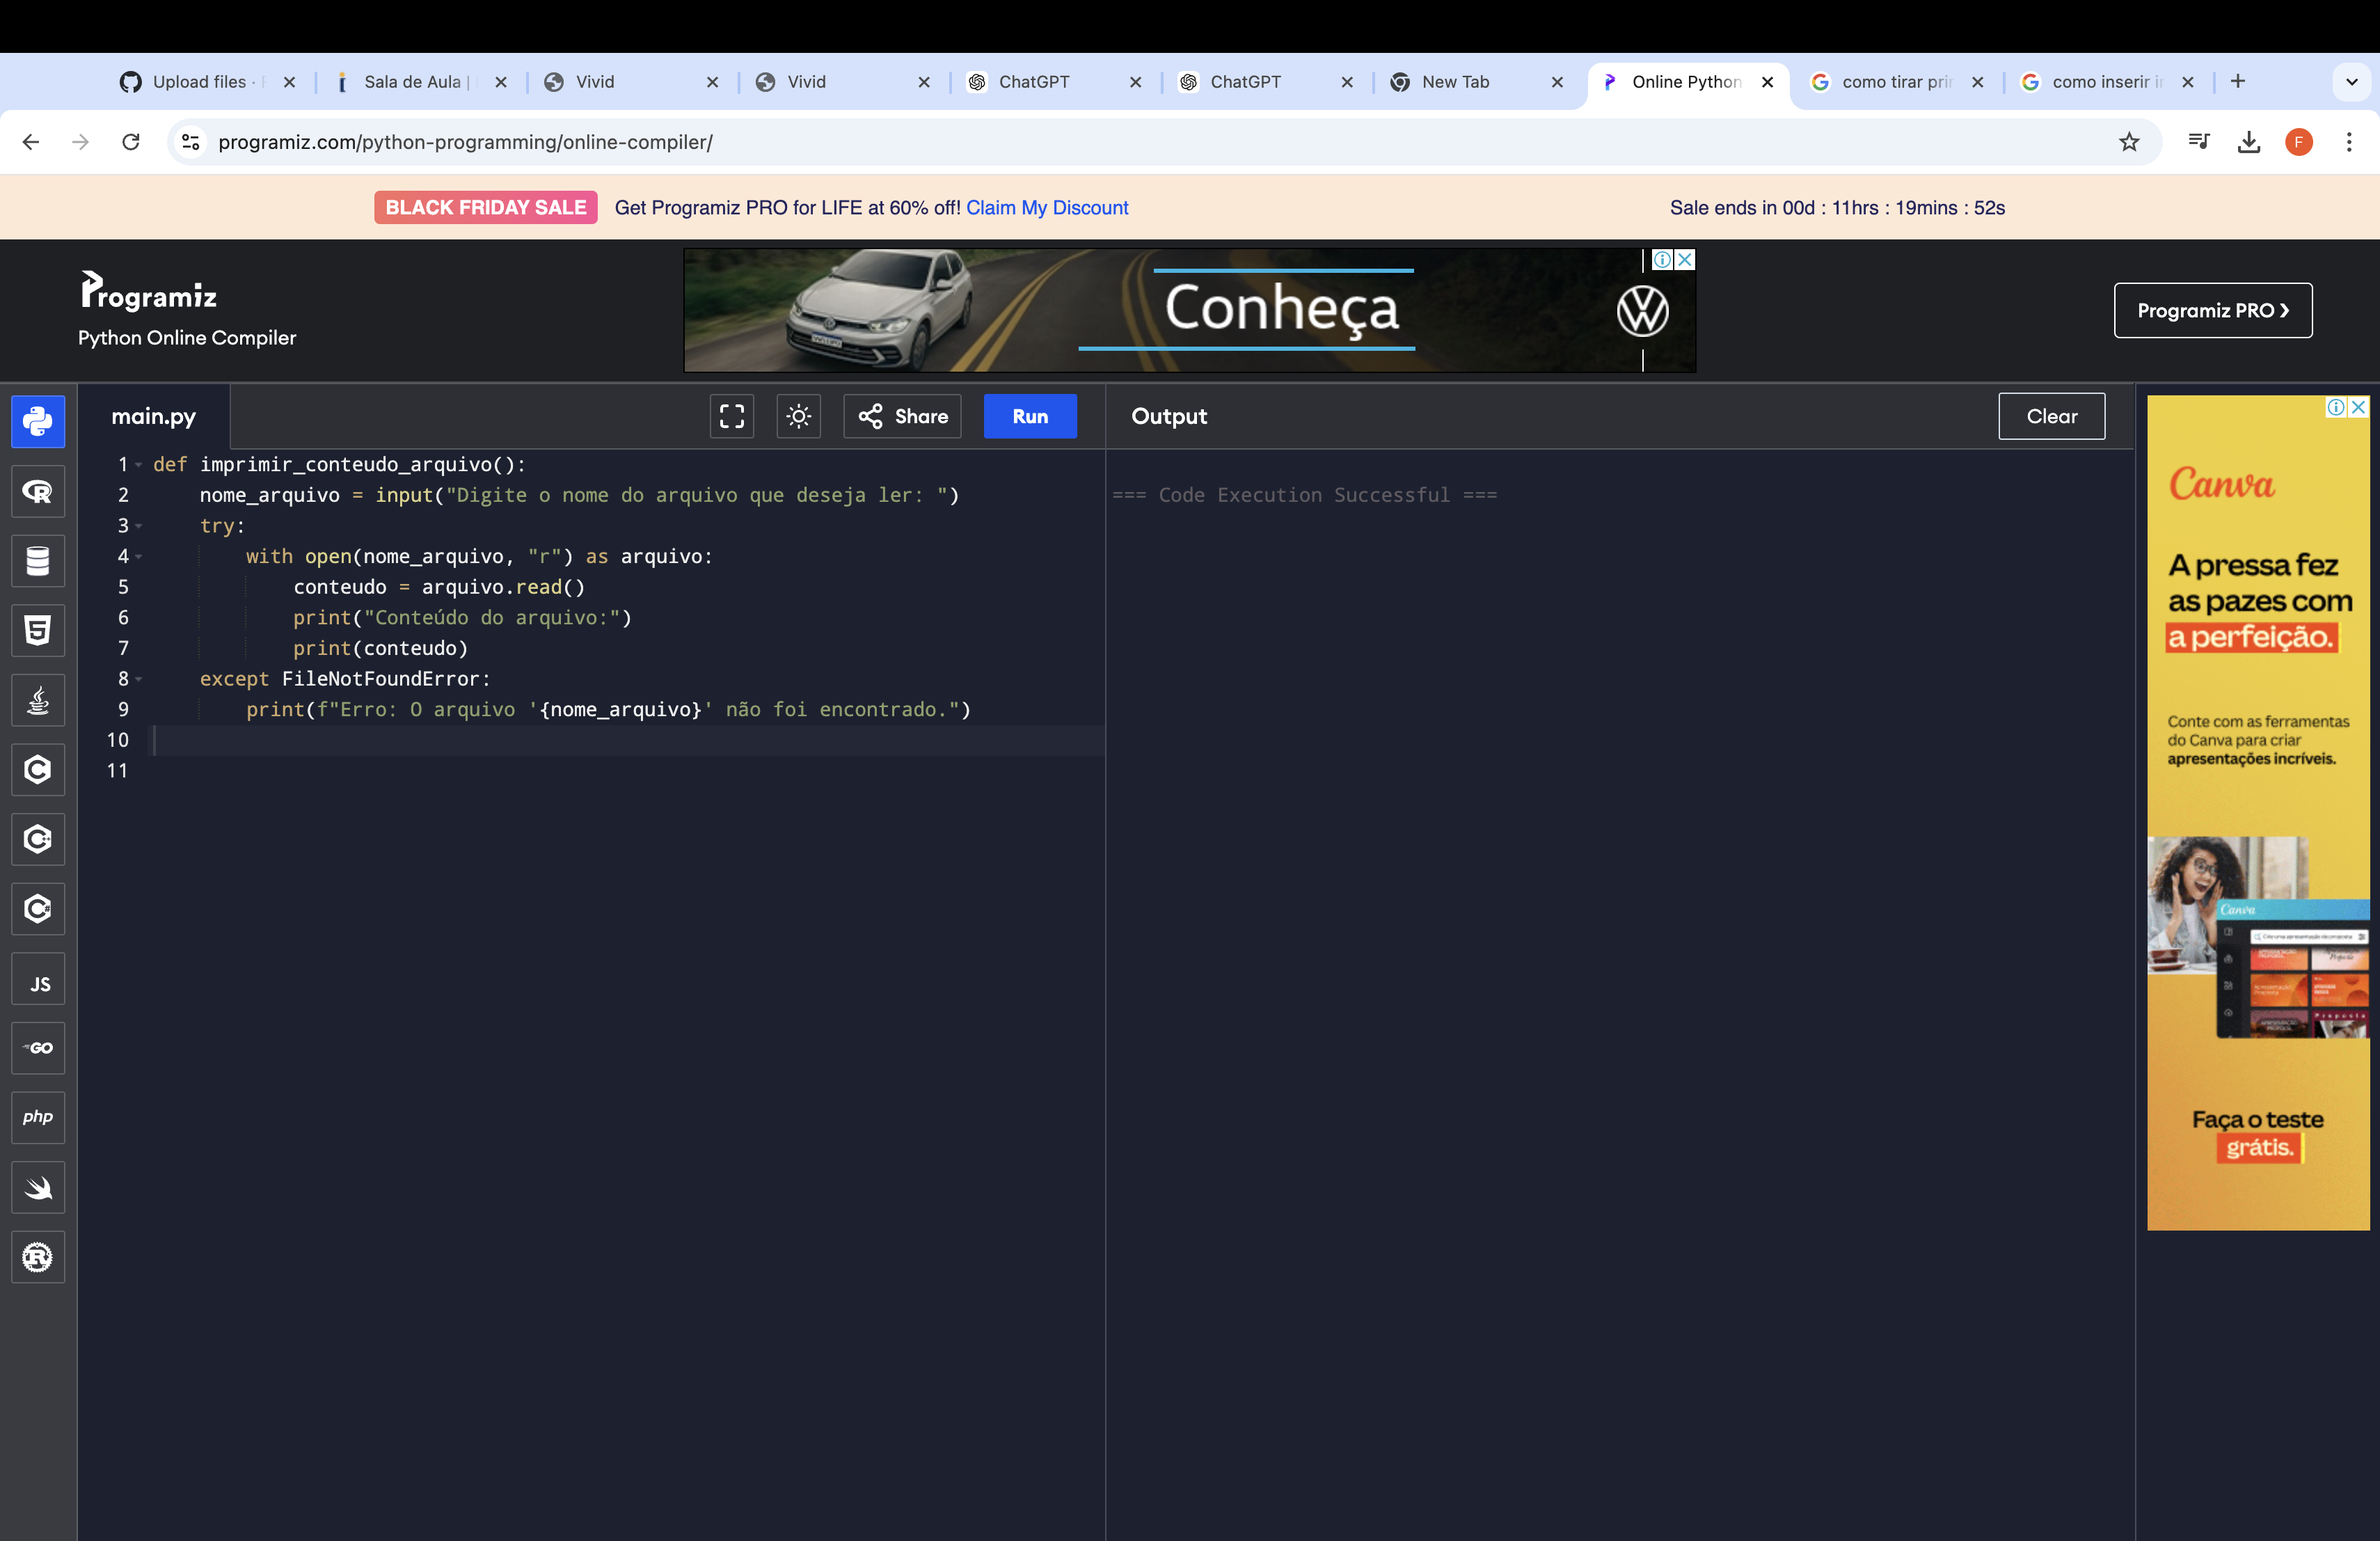 Upload files ·
Sala de Aula |
Vivid
Vivid
ChatGPT
ChatGPT
New Tab
Online Python
como tirar prin
como inserir i
programiz.com/python-programming/online-compiler/
F
BLACK FRIDAY SALE
Get Programiz PRO for LIFE at 60% off! Claim My Discount
Sale ends in 00d : 11hrs : 19mins : 52s
Programiz
Python Online Compiler
Conheça
Programiz PRO ❯
main.py
Share
Run
Output
Clear
1 def imprimir_conteudo_arquivo():
2     nome_arquivo = input("Digite o nome do arquivo que deseja ler: ")
3     try:
4         with open(nome_arquivo, "r") as arquivo:
5             conteudo = arquivo.read()
6             print("Conteúdo do arquivo:")
7             print(conteudo)
8     except FileNotFoundError:
9         print(f"Erro: O arquivo '{nome_arquivo}' não foi encontrado.")
10
11
=== Code Execution Successful ===
JS
GO
php
Canva
A pressa fez
as pazes com
a perfeição.
Conte com as ferramentas
do Canva para criar
apresentações incríveis.
Canva
Faça o teste
grátis.